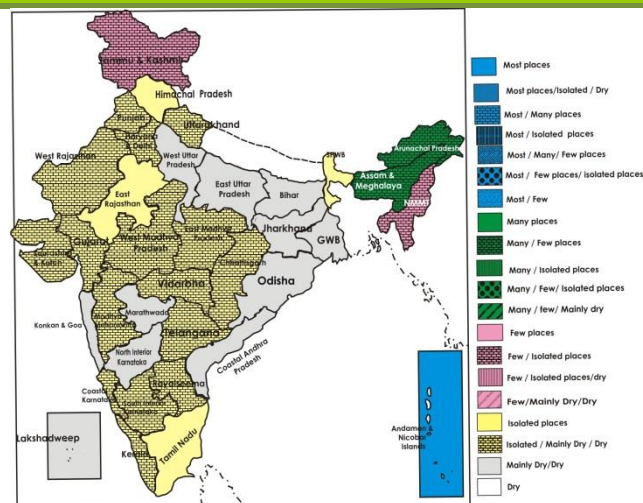 Jammu & Kashmir
Himachal Pradesh
Punjab
Uttarakhand
Haryana
& Delhi
West Rajasthan
West Uttar
Pradesh
East
Rajasthan
East Uttar
Pradesh
Bihar
SHWB
Arunachal Pradesh
Assam &
Meghalaya
NMMT
Gujarat
Saurashtra
& Kutch
West Madhya
Pradesh
East Madhya
Pradesh
Jharkhand
GWB
Chhattisgarh
Odisha
Vidarbha
Konkan & Goa
Madhya
Maharashtra
Marathwada
Telangana
North Interior
Karnataka
Coastal Andhra
Pradesh
Rayalseema
Coastal
Karnataka
South Interior
Karnataka
Kerala
Tamil Nadu
Lakshadweep
Andaman &
Nicobar
Islands
Most places
Most places/Isolated / Dry
Most / Many places
Most / Isolated places
Most / Many/ Few places
Most / Few places/isolated places
Most / Few
Many places
Many / Few places
Many / Isolated places
Many / Few/ Isolated places
Many / few/ Mainly dry
Few places
Few / Isolated places
Few / Isolated places/dry
Few/Mainly Dry/Dry
Isolated places
Isolated / Mainly Dry / Dry
Mainly Dry/Dry
Dry